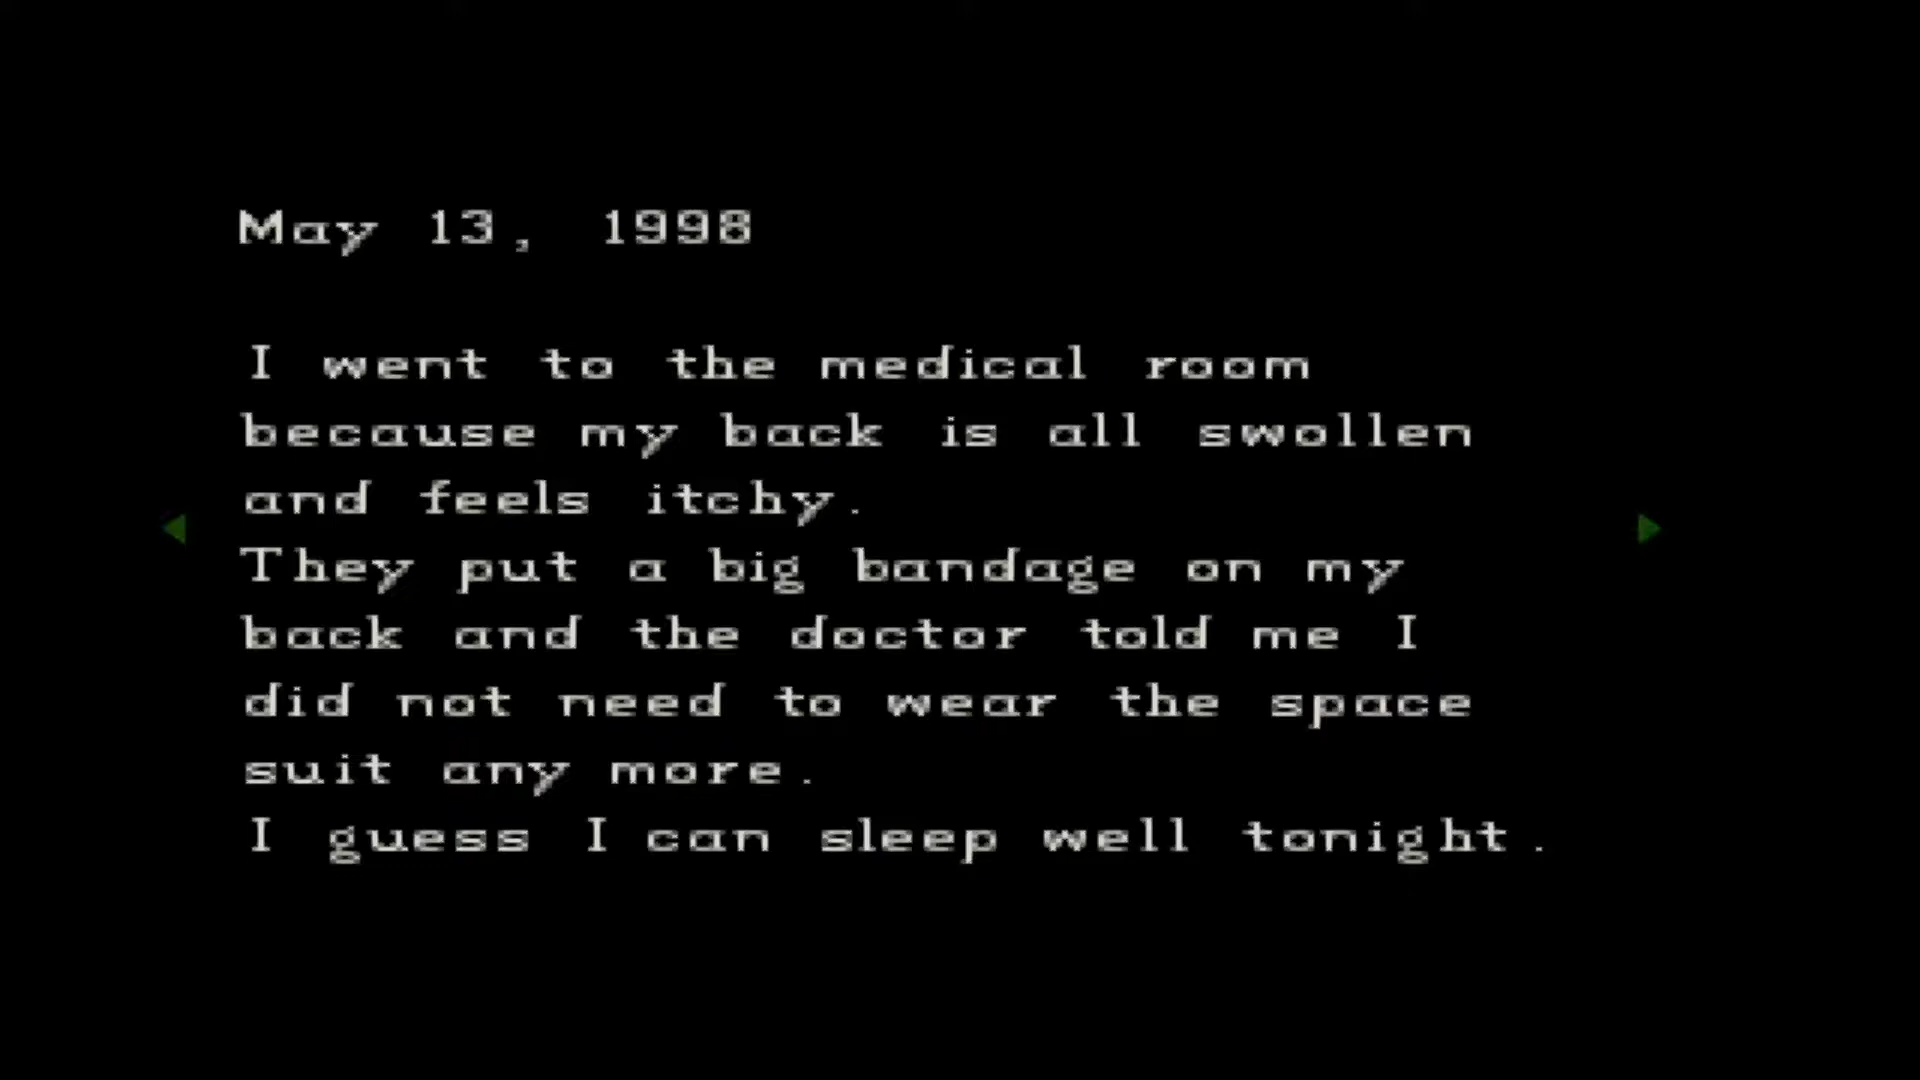 May 13, 1998
I went to the medical room
because my back is all swollen
and feels itchy.
They put a big bandage on my
back and the doctor told me I
did not need to wear the space
suit any more.
I guess I can sleep well tonight.